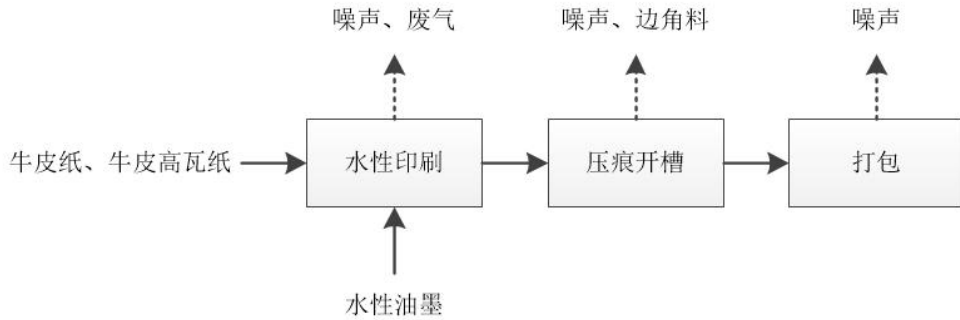 噪声、废气
噪声、边角料
噪声
牛皮纸、牛皮高瓦纸
水性印刷
压痕开槽
打包
水性油墨